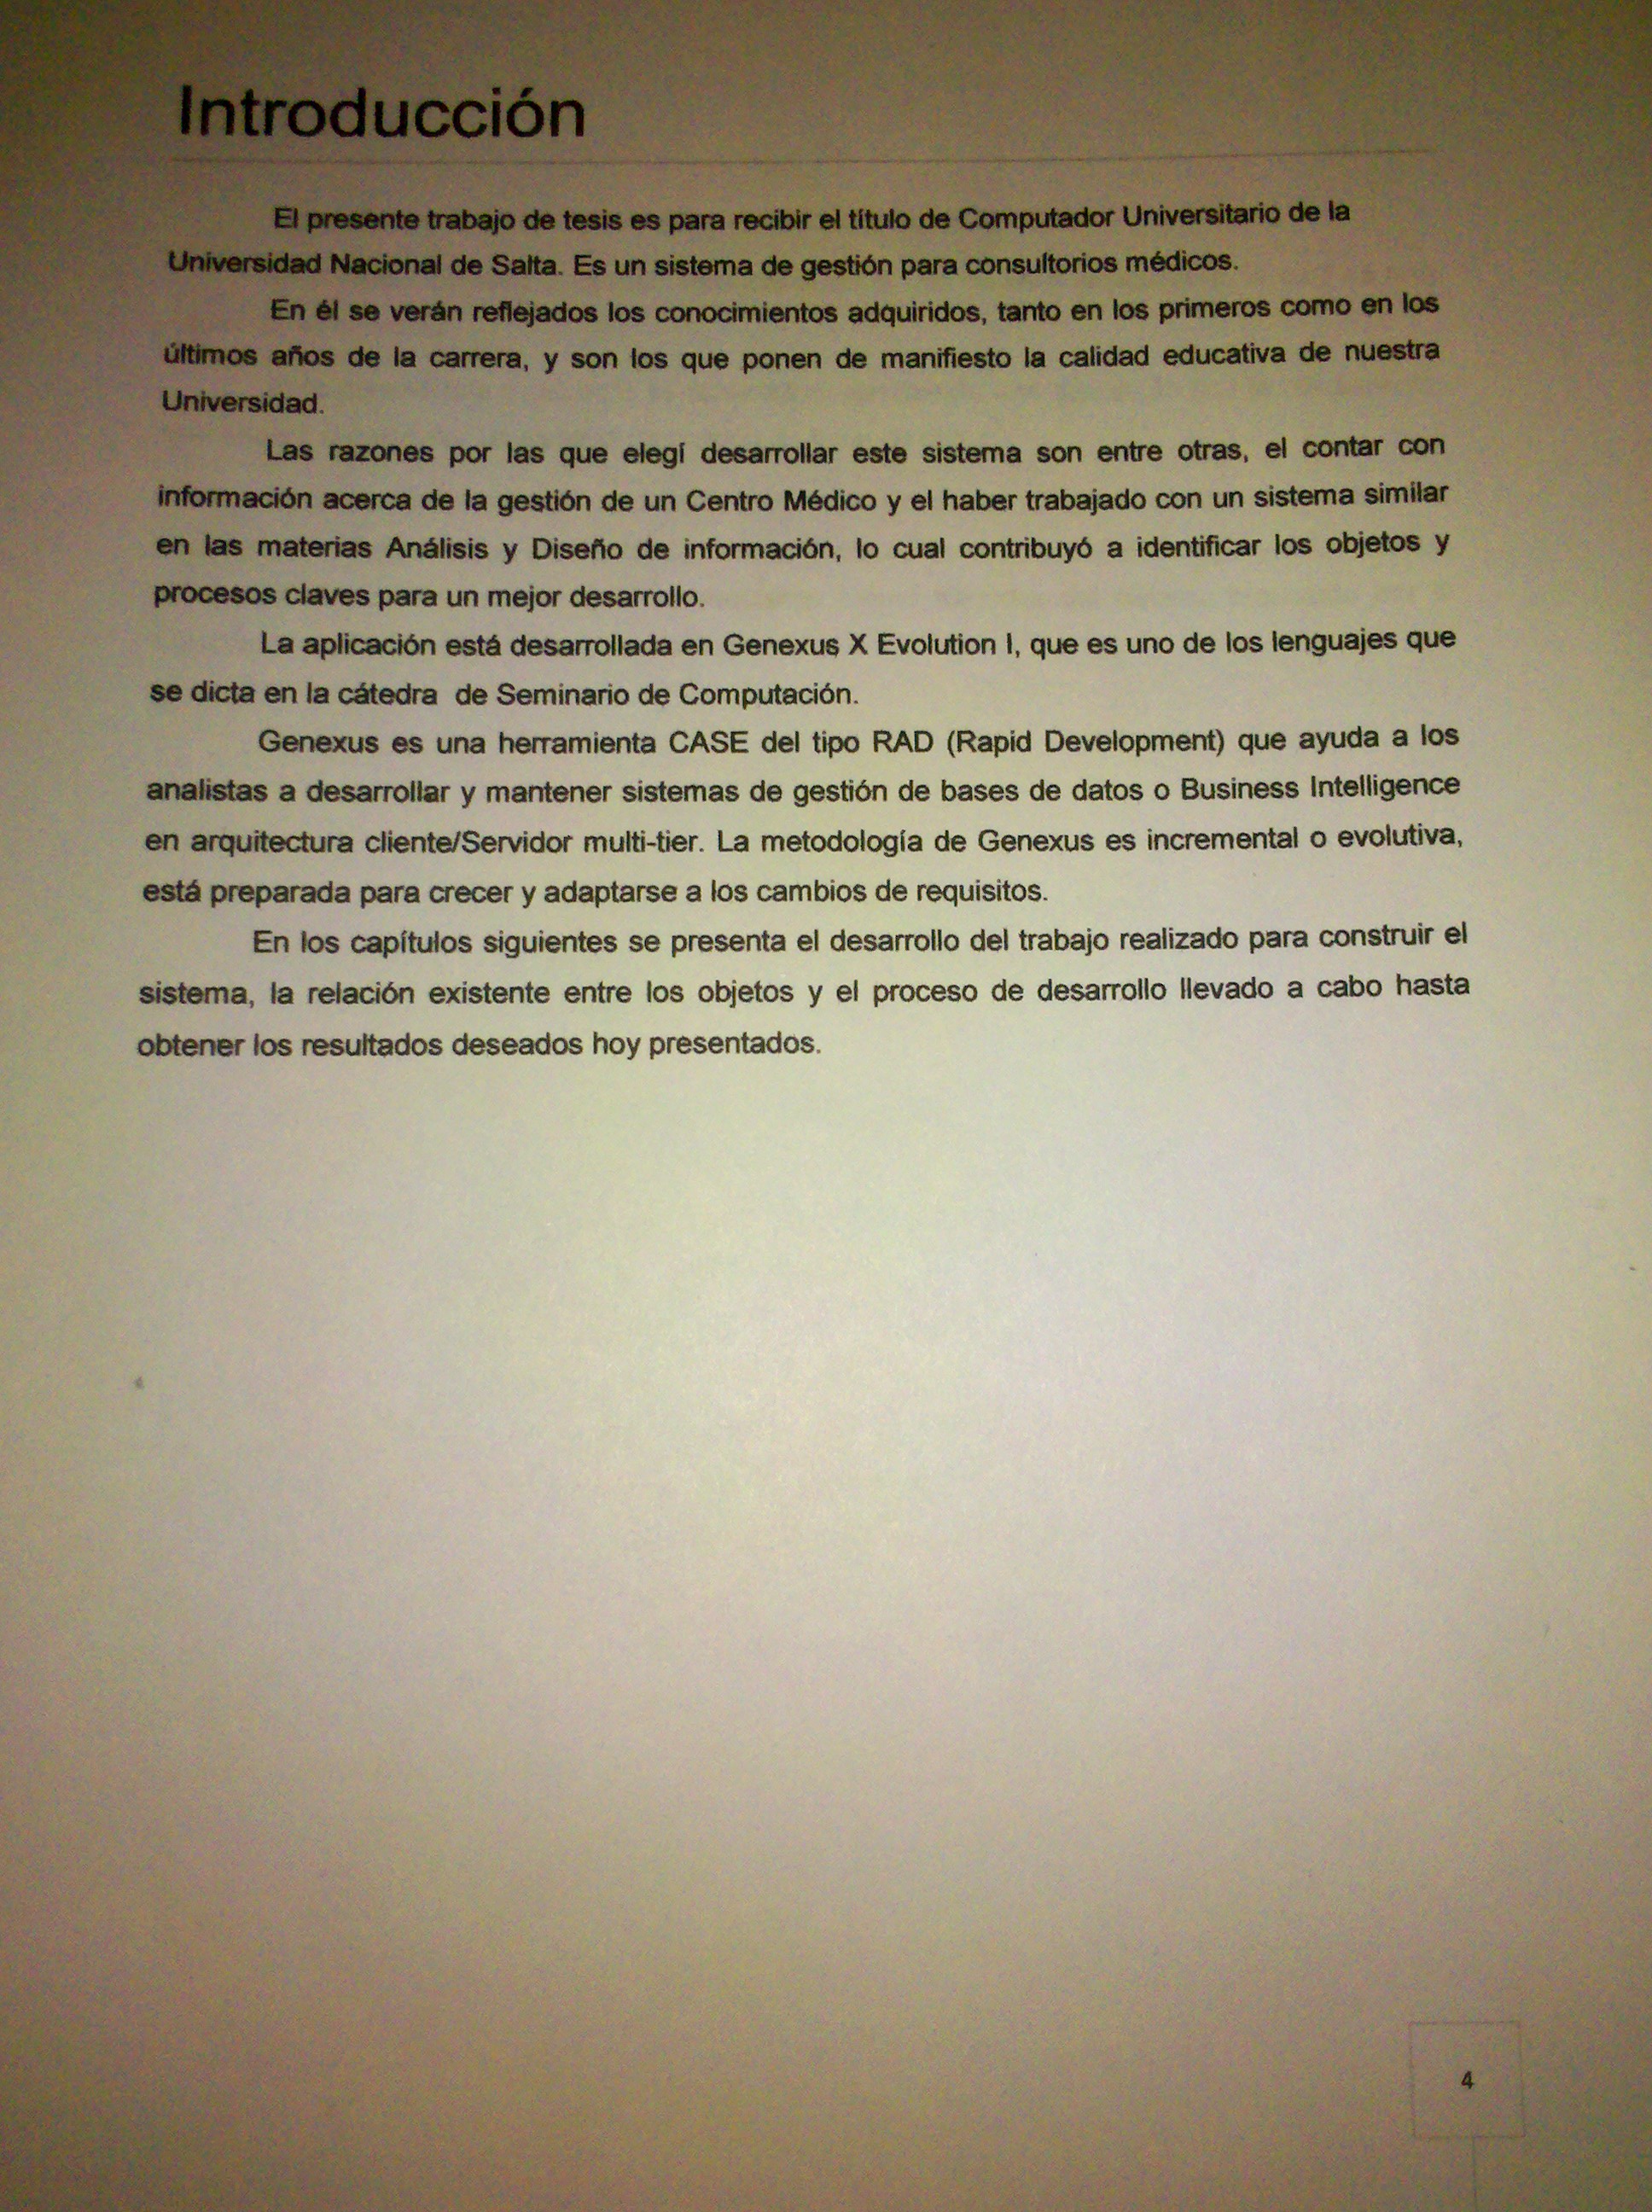 Introducción
El presente trabajo de tesis es para recibir el título de Computador Universitario de la
Universidad Nacional de Salta. Es un sistema de gestión para consultorios médicos.
En él se verán reflejados los conocimientos adquiridos, tanto en los primeros como en los
últimos años de la carrera, y son los que ponen de manifiesto la calidad educativa de nuestra
Universidad.
Las razones por las que elegí desarrollar este sistema son entre otras, el contar con
información acerca de la gestión de un Centro Médico y el haber trabajado con un sistema similar
en las materias Análisis y Diseño de información, lo cual contribuyó a identificar los objetos y
procesos claves para un mejor desarrollo.
La aplicación está desarrollada en Genexus X Evolution I, que es uno de los lenguajes que
se dicta en la cátedra de Seminario de Computación.
Genexus es una herramienta CASE del tipo RAD (Rapid Development) que ayuda a los
analistas a desarrollar y mantener sistemas de gestión de bases de datos o Business Intelligence
en arquitectura cliente/Servidor multi-tier. La metodología de Genexus es incremental o evolutiva,
está preparada para crecer y adaptarse a los cambios de requisitos.
En los capítulos siguientes se presenta el desarrollo del trabajo realizado para construir el
sistema, la relación existente entre los objetos y el proceso de desarrollo llevado a cabo hasta
obtener los resultados deseados hoy presentados.
4